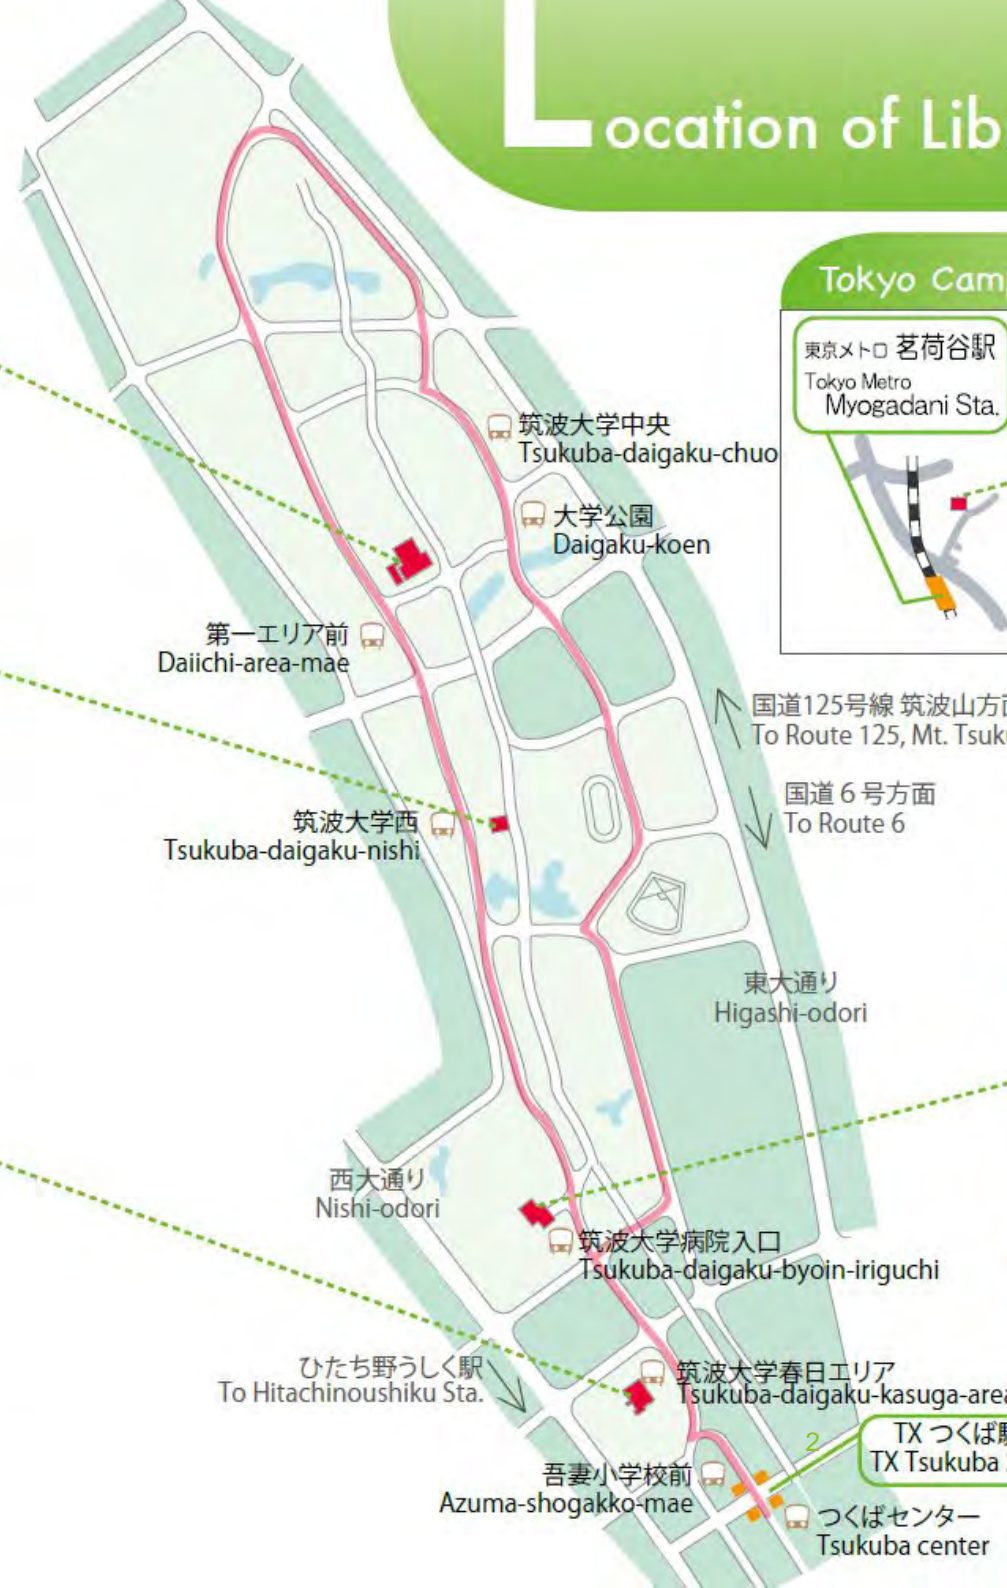 Location of Lib
Tokyo Cam
東京メトロ 茗荷谷駅
Tokyo Metro
Myogadani Sta.
筑波大学中央
Tsukuba-daigaku-chuo
大学公園
Daigaku-koen
第一エリア前
Daiichi-area-mae
国道125号線 筑波山方面
To Route 125, Mt. Tsuk
国道6号方面
To Route 6
筑波大学西
Tsukuba-daigaku-nishi
東大通り
Higashi-odori
西大通り
Nishi-odori
筑波大学病院入口
Tsukuba-daigaku-byoin-iriguchi
ひたち野うしく駅
To Hitachinoushiku Sta.
筑波大学春日エリア
Tsukuba-daigaku-kasuga-area
2
TX つくば駅
TX Tsukuba
吾妻小学校前
Azuma-shogakko-mae
つくばセンター
Tsukuba center